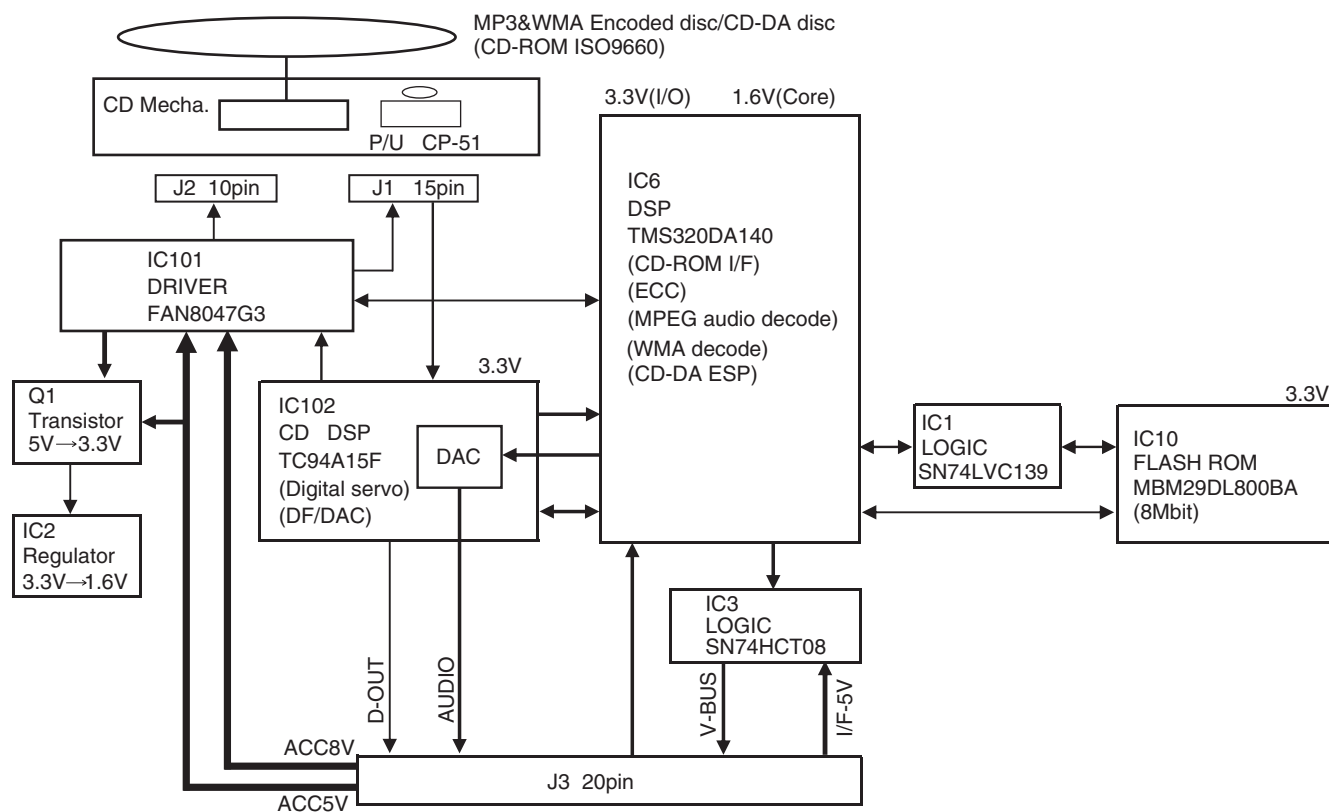 MP3&WMA Encoded disc/CD-DA disc
(CD-ROM ISO9660)
CD Mecha.
P/U CP-51
3.3V(I/O) 1.6V(Core)
J2 10pin
J1 15pin
IC101
DRIVER
FAN8047G3
IC6
DSP
TMS320DA140
(CD-ROM I/F)
(ECC)
(MPEG audio decode)
(WMA decode)
(CD-DA ESP)
3.3V
Q1
Transistor
5V→3.3V
IC102
CD DSP
TC94A15F
(Digital servo)
(DF/DAC)
DAC
IC1
LOGIC
SN74LVC139
3.3V
IC10
FLASH ROM
MBM29DL800BA
(8Mbit)
IC2
Regulator
3.3V→1.6V
IC3
LOGIC
SN74HCT08
D-OUT
AUDIO
V-BUS
I/F-5V
ACC8V
ACC5V
J3 20pin